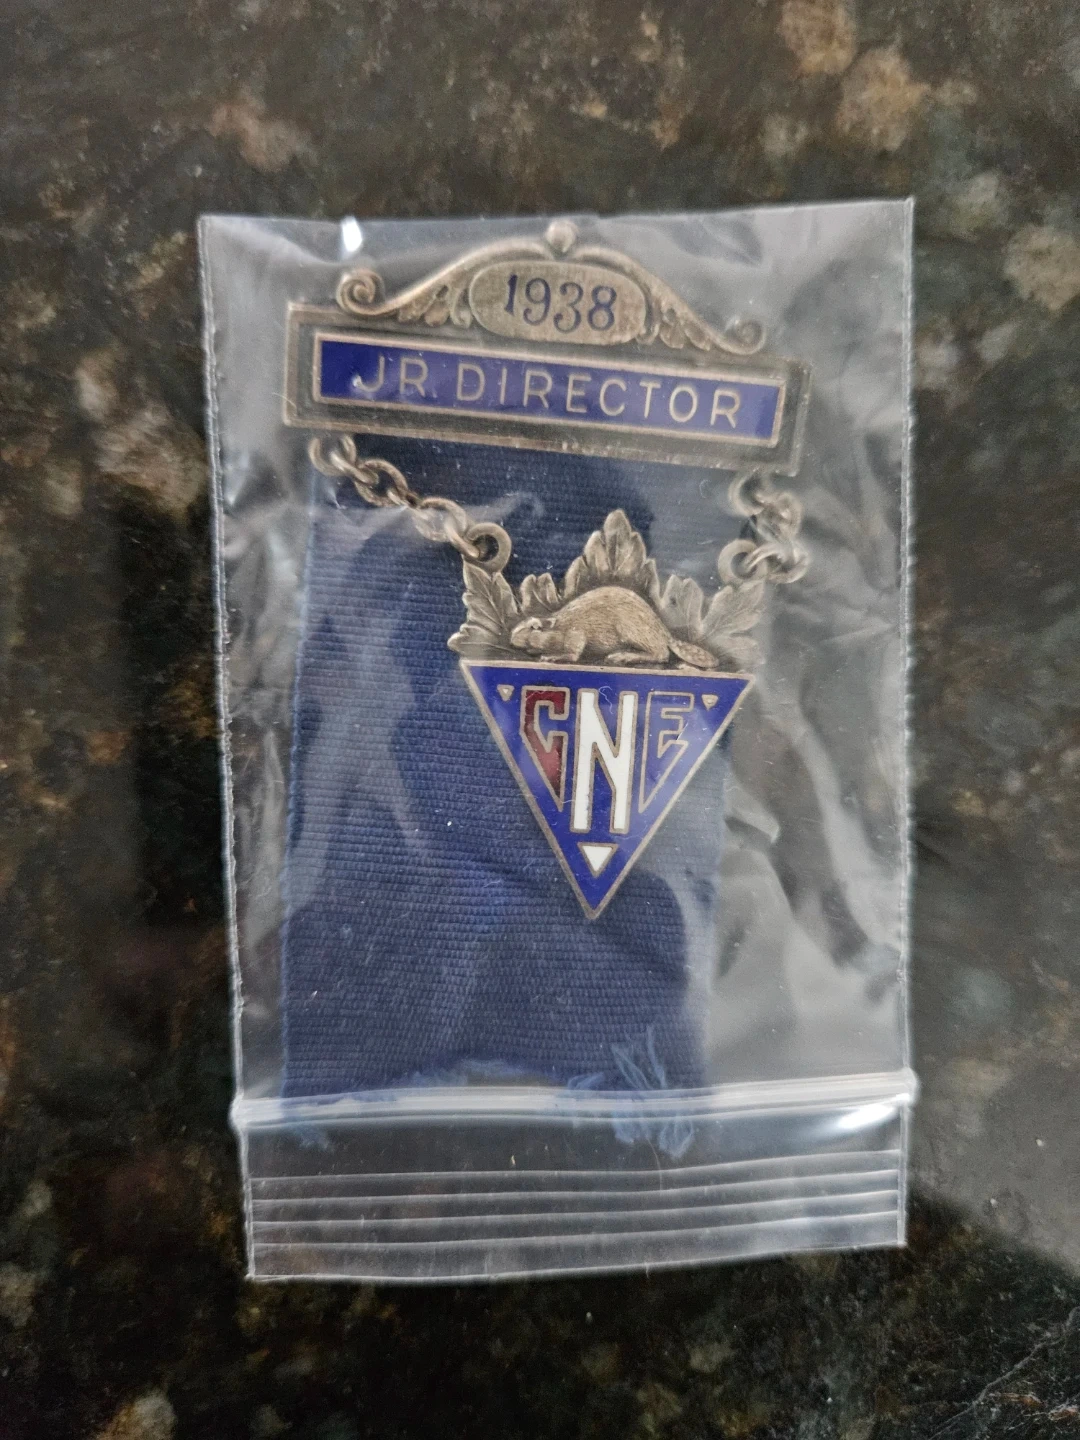 1938
JR. DIRECTOR
CNE